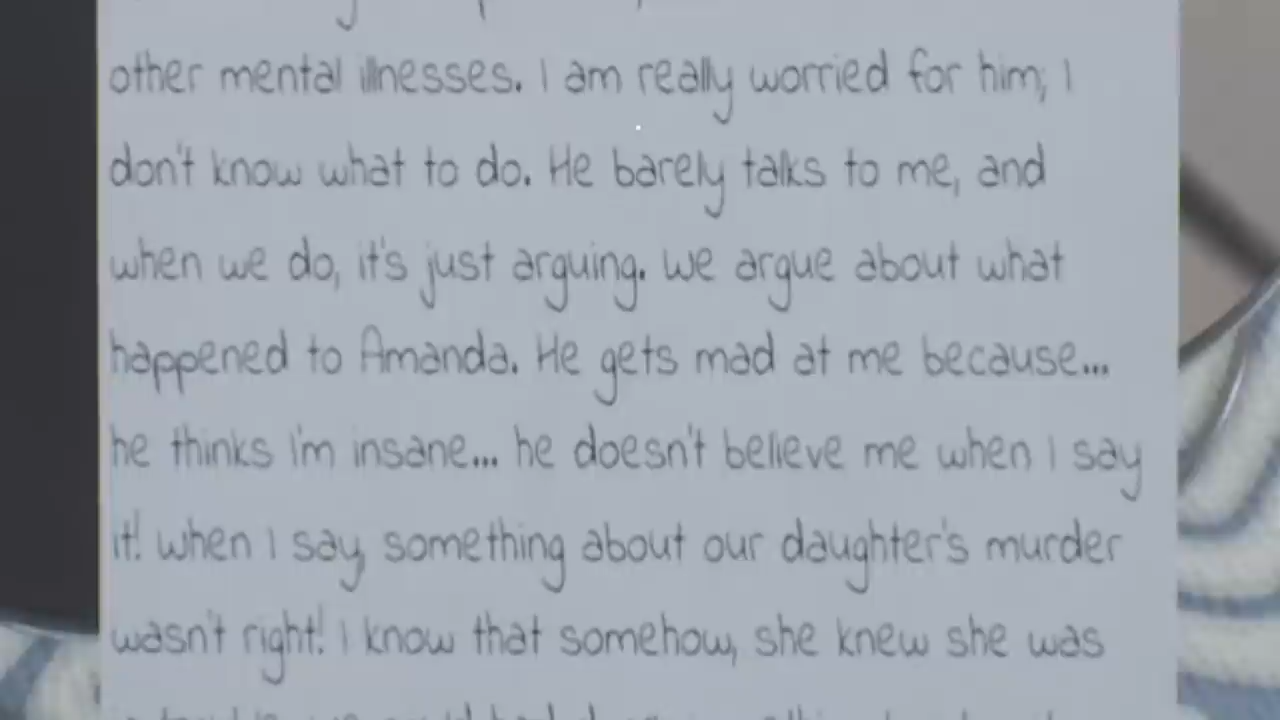 other mental illnesses. I am really worried for him; I
don't know what to do. He barely talks to me, and
when we do, it's just arguing. We argue about what
happened to Amanda. He gets mad at me because...
he thinks I'm insane... he doesn't believe me when I say
it! When I say something about our daughter's murder
wasn't right! I know that somehow, she knew she was